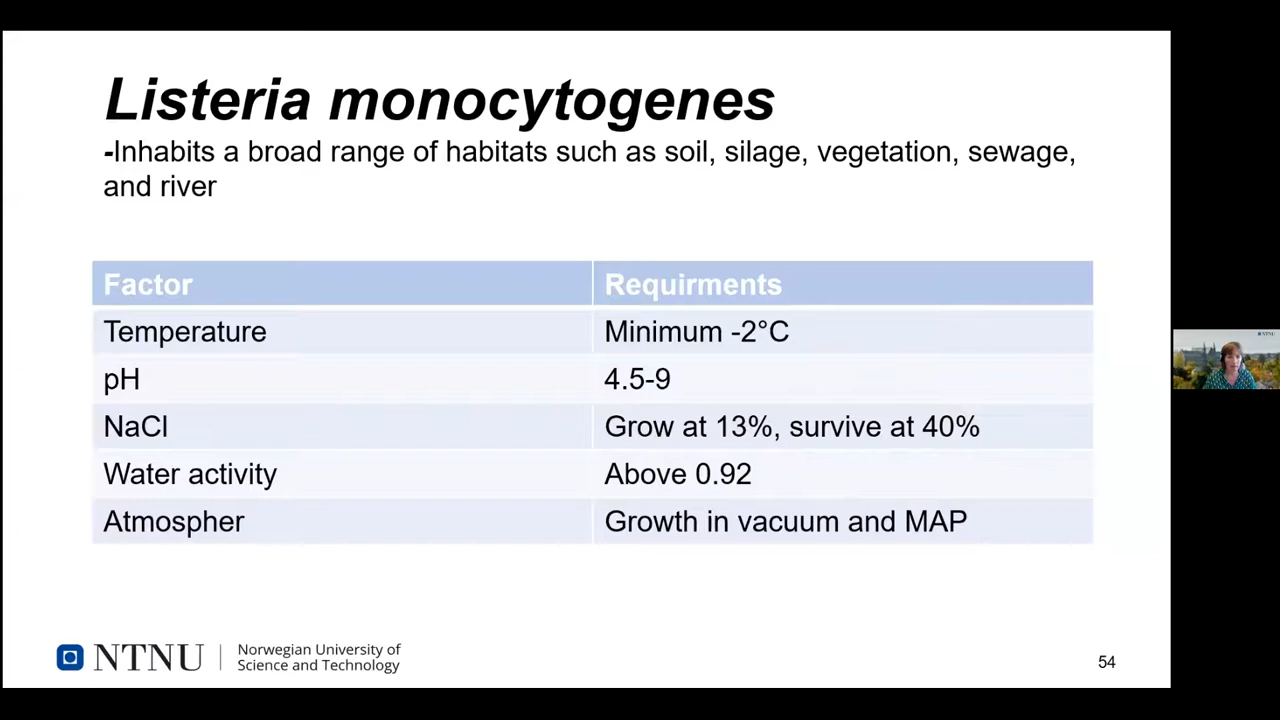 Listeria monocytogenes
-Inhabits a broad range of habitats such as soil, silage, vegetation, sewage,
and river
Factor Requirments
Temperature Minimum -2°C
pH 4.5-9
NaCl Grow at 13%, survive at 40%
Water activity Above 0.92
Atmospher Growth in vacuum and MAP
NTNU
Norwegian University of
Science and Technology
54
NTNU